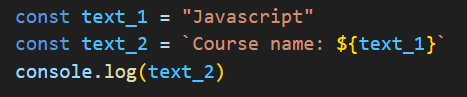 const text_1 = "Javascript"
const text_2 = `Course name: ${text_1}`
console.log(text_2)